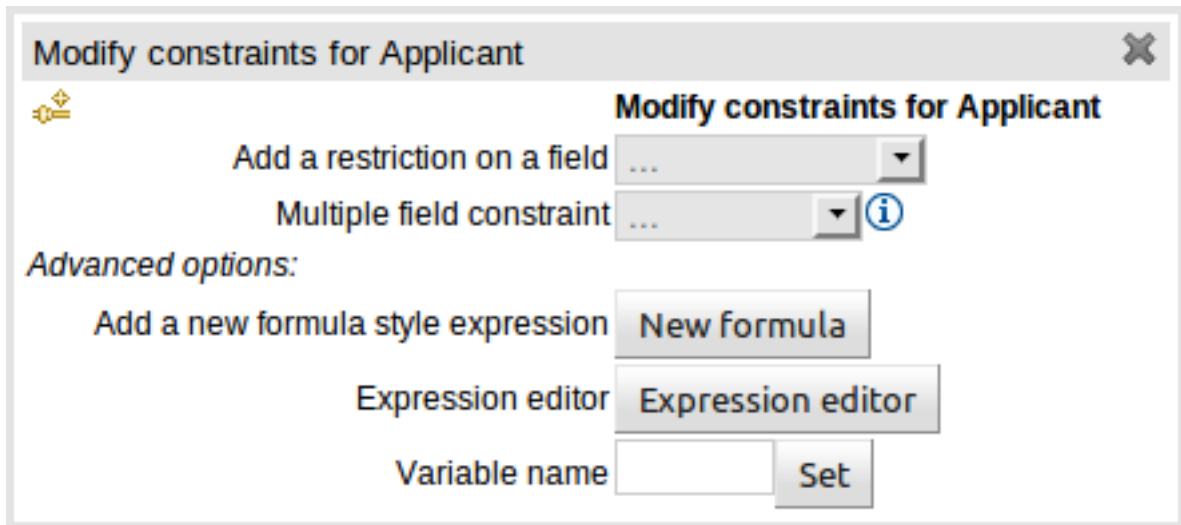 Modify constraints for Applicant
Modify constraints for Applicant
Add a restriction on a field ...
Multiple field constraint ...
Advanced options:
Add a new formula style expression New formula
Expression editor Expression editor
Variable name Set